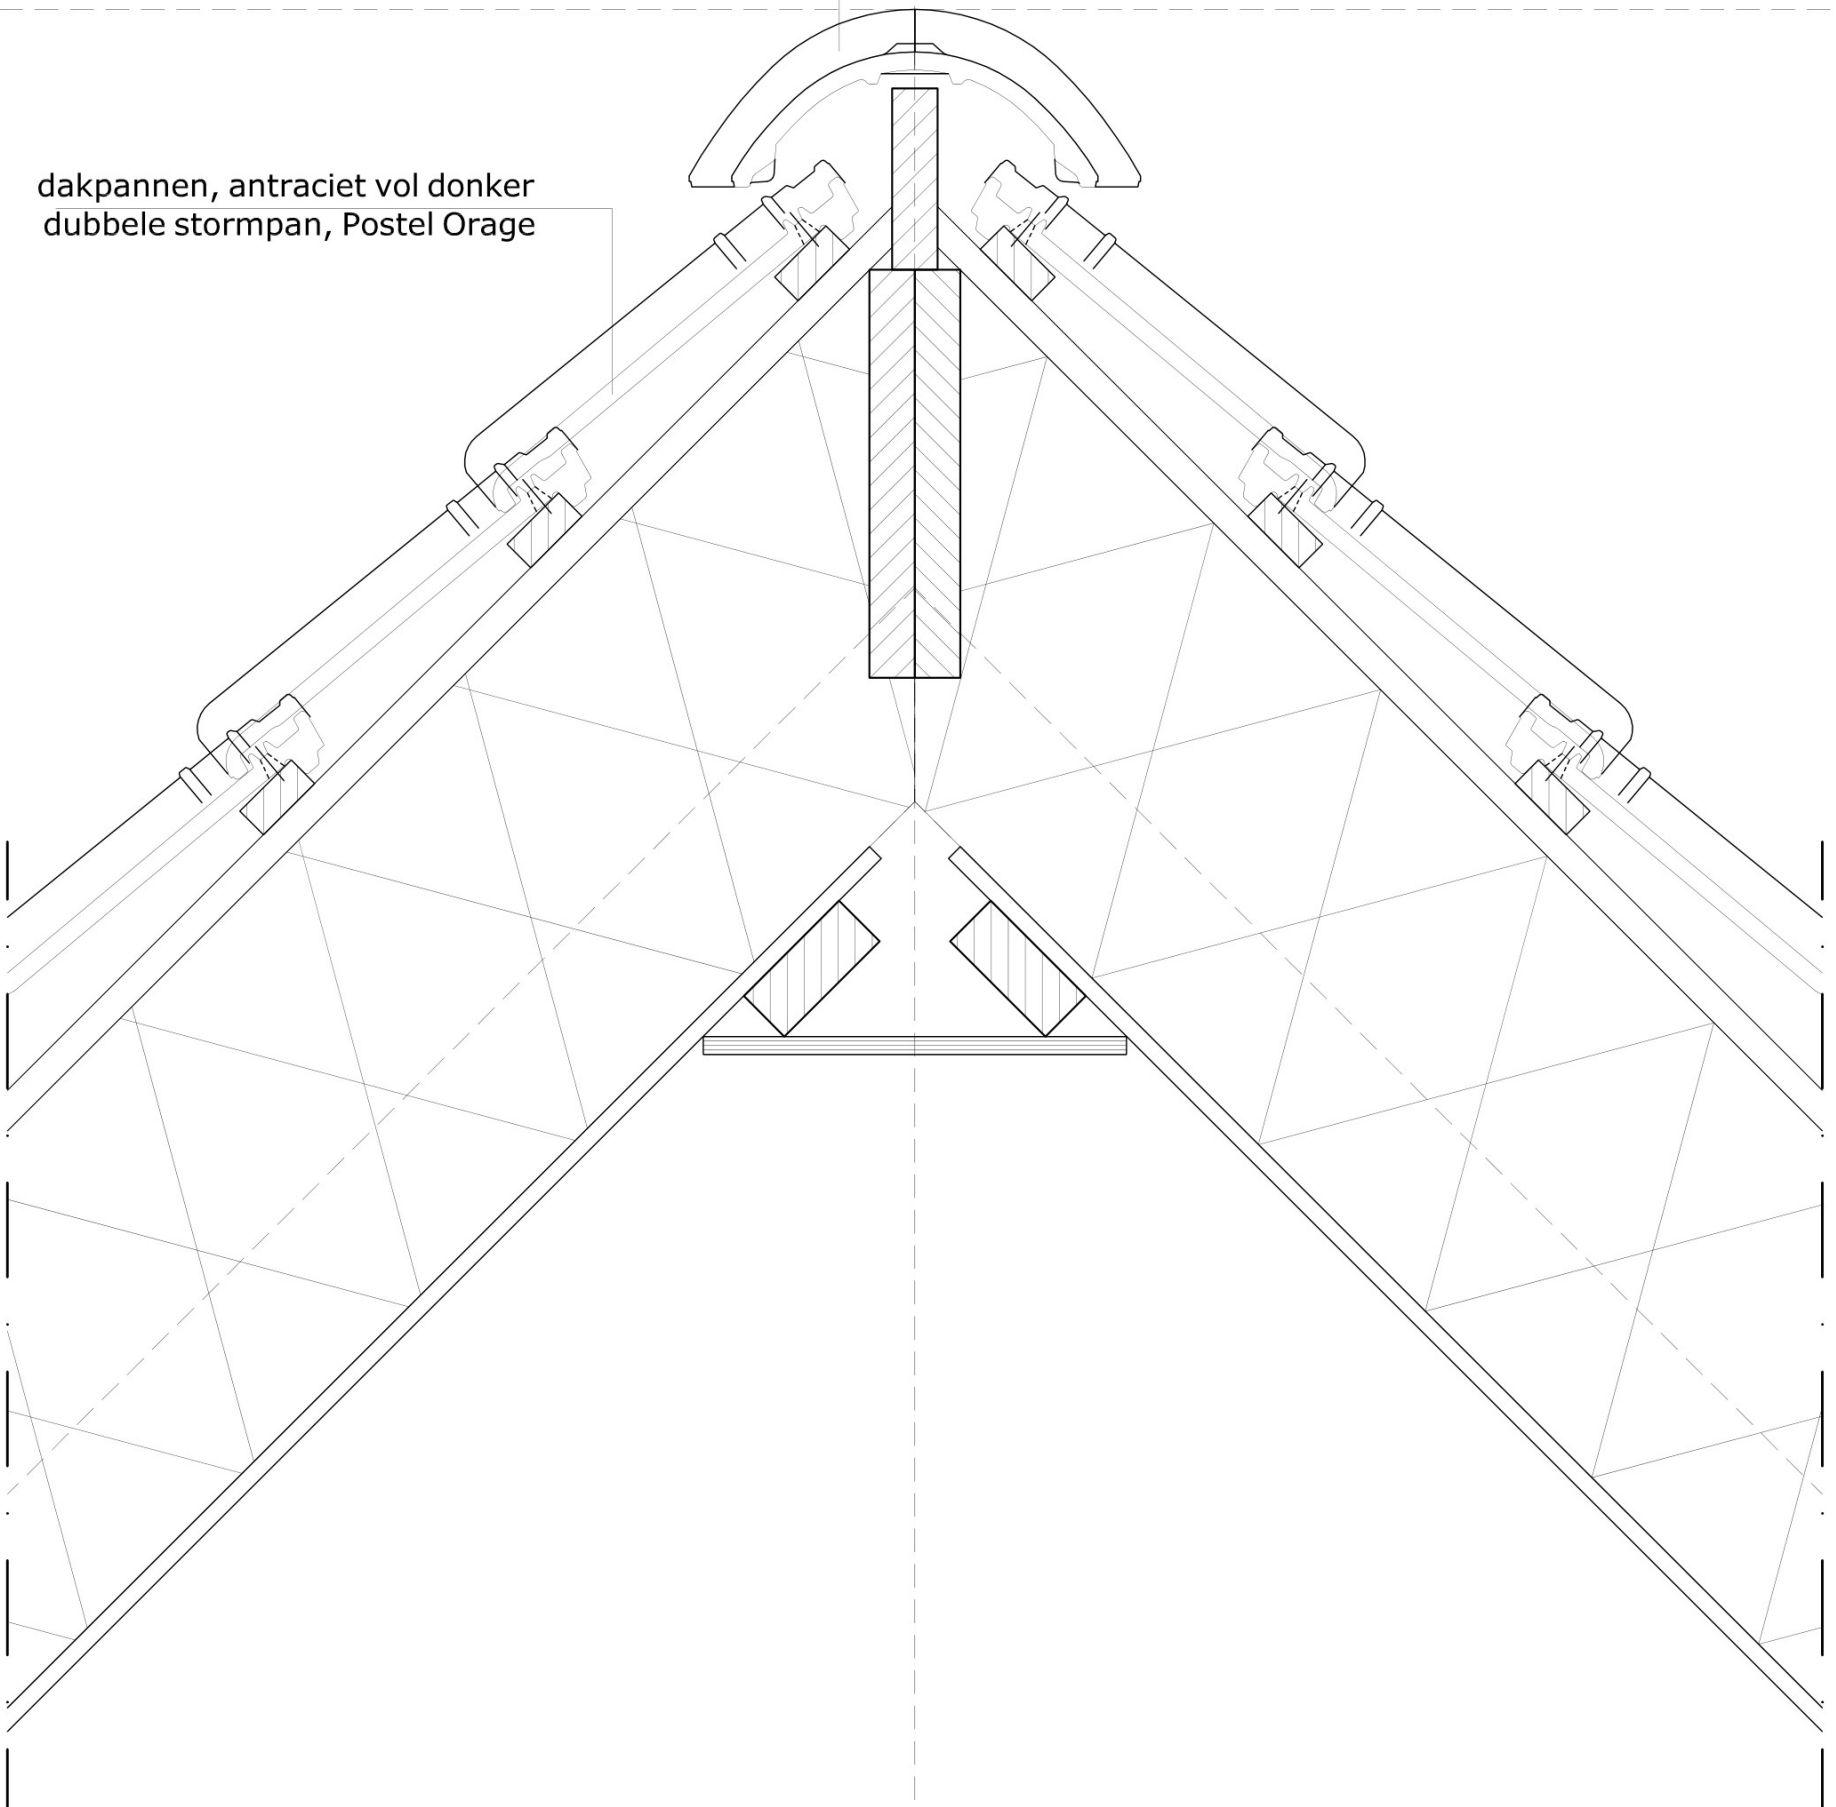 dakpannen, antraciet vol donker
dubbele stormpan, Postel Orage